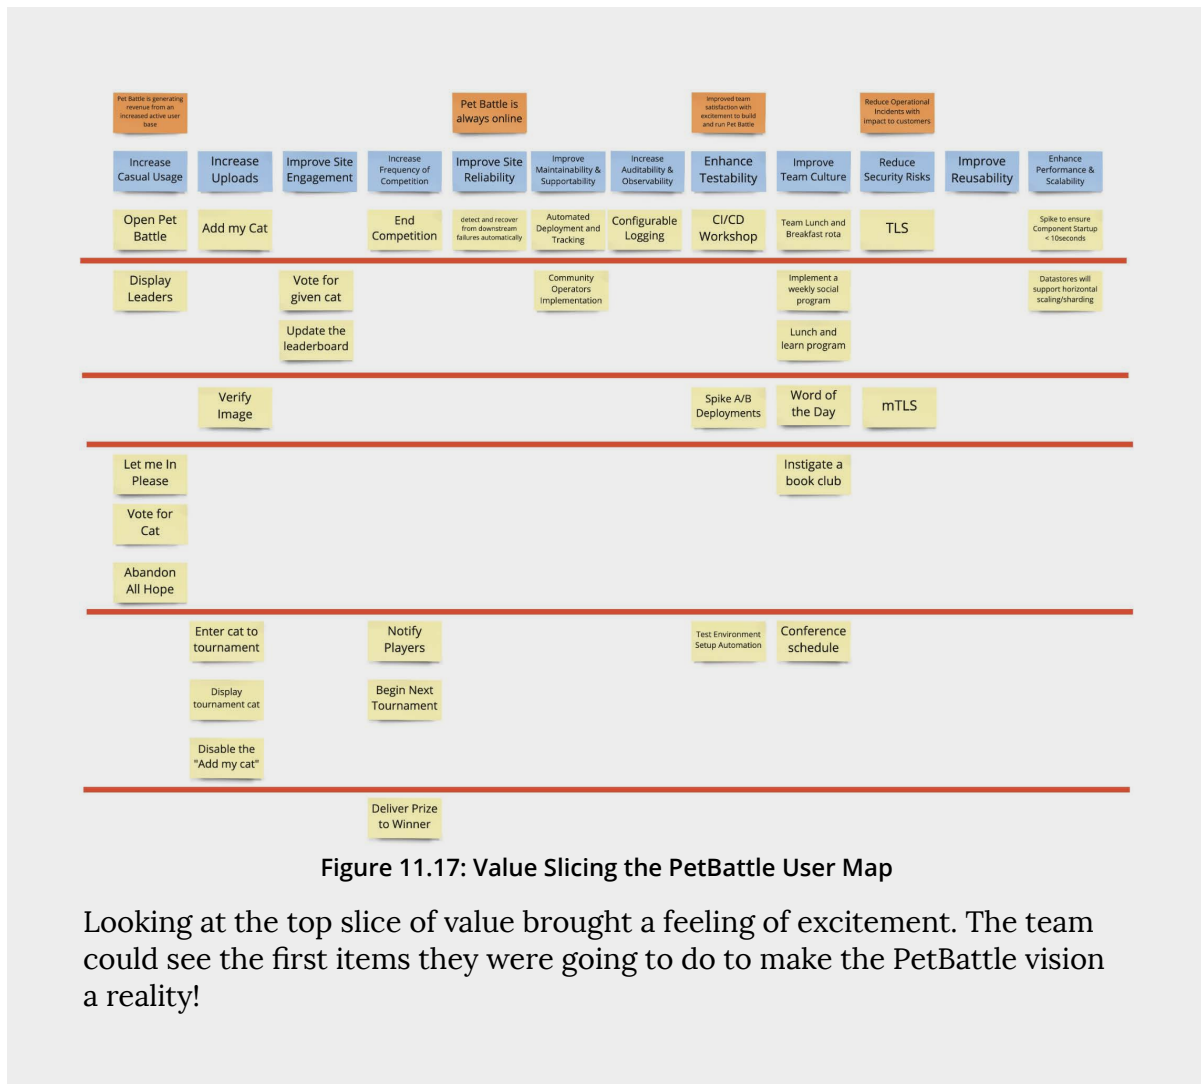 Pet Battle is generating
revenue from an
increased active user
base
Pet Battle is
always online
Improved team
satisfaction with
excitement to build
and run Pet Battle
Reduce Operational
Incidents with
impact to customers
Increase
Casual Usage
Increase
Uploads
Improve Site
Engagement
Increase
Frequency of
Competition
Improve Site
Reliability
Improve
Maintainability &
Supportability
Increase
Auditability &
Observability
Enhance
Testability
Improve
Team Culture
Reduce
Security Risks
Improve
Reusability
Enhance
Performance &
Scalability
Open Pet
Battle
Add my Cat
End
Competition
detect and recover
from downstream
failures automatically
Automated
Deployment and
Tracking
Configurable
Logging
CI/CD
Workshop
Team Lunch and
Breakfast rota
TLS
Spike to ensure
Component Startup
< 10seconds
Display
Leaders
Vote for
given cat
Community
Operators
Implementation
Implement a
weekly social
program
Datastores will
support horizontal
scaling/sharding
Update the
leaderboard
Lunch and
learn program
Verify
Image
Spike A/B
Deployments
Word of
the Day
mTLS
Let me In
Please
Instigate a
book club
Vote for
Cat
Abandon
All Hope
Enter cat to
tournament
Notify
Players
Test Environment
Setup Automation
Conference
schedule
Display
tournament cat
Begin Next
Tournament
Disable the
"Add my cat"
Deliver Prize
to Winner
Figure 11.17: Value Slicing the PetBattle User Map
Looking at the top slice of value brought a feeling of excitement. The team
could see the first items they were going to do to make the PetBattle vision
a reality!